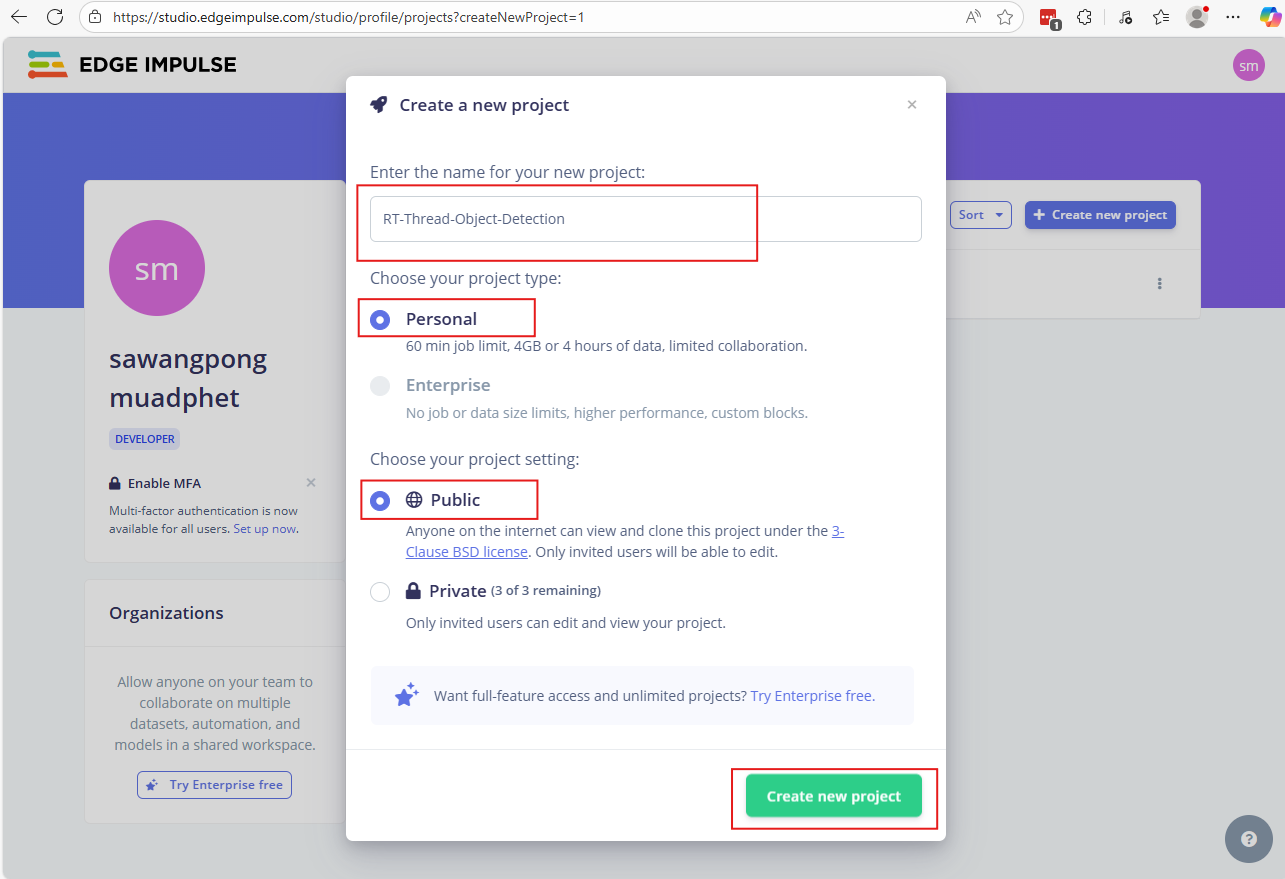 https://studio.edgeimpulse.com/studio/profile/projects?createNewProject=1
1
EDGE IMPULSE
sm
Create a new project
×
Enter the name for your new project:
RT-Thread-Object-Detection
Choose your project type:
Personal
60 min job limit, 4GB or 4 hours of data, limited collaboration.
Enterprise
No job or data size limits, higher performance, custom blocks.
Choose your project setting:
Public
Anyone on the internet can view and clone this project under the 3-
Clause BSD license. Only invited users will be able to edit.
Private (3 of 3 remaining)
Only invited users can edit and view your project.
Want full-feature access and unlimited projects? Try Enterprise free.
Create new project
sm
sawangpong
muadphet
DEVELOPER
Enable MFA ×
Multi-factor authentication is now
available for all users. Set up now.
Organizations
Allow anyone on your team to
collaborate on multiple
datasets, automation, and
models in a shared workspace.
Try Enterprise free
Sort
+ Create new project
?